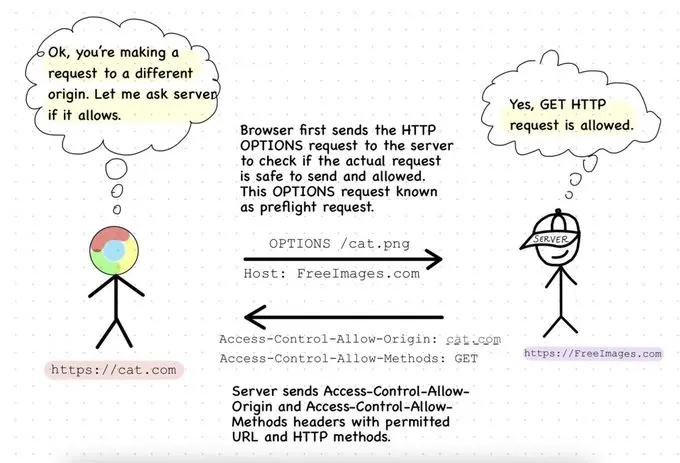 Ok, you're making a
request to a different
origin. Let me ask server
if it allows.
Yes, GET HTTP
request is allowed.
Browser first sends the HTTP
OPTIONS request to the server
to check if the actual request
is safe to send and allowed.
This OPTIONS request known
as preflight request.
OPTIONS /cat.png
Host: FreeImages.com
SERVER
Access-Control-Allow-Origin: cat.com
Access-Control-Allow-Methods: GET
https://cat.com
https://FreeImages.com
Server sends Access-Control-Allow-
Origin and Access-Control-Allow-
Methods headers with permitted
URL and HTTP methods.